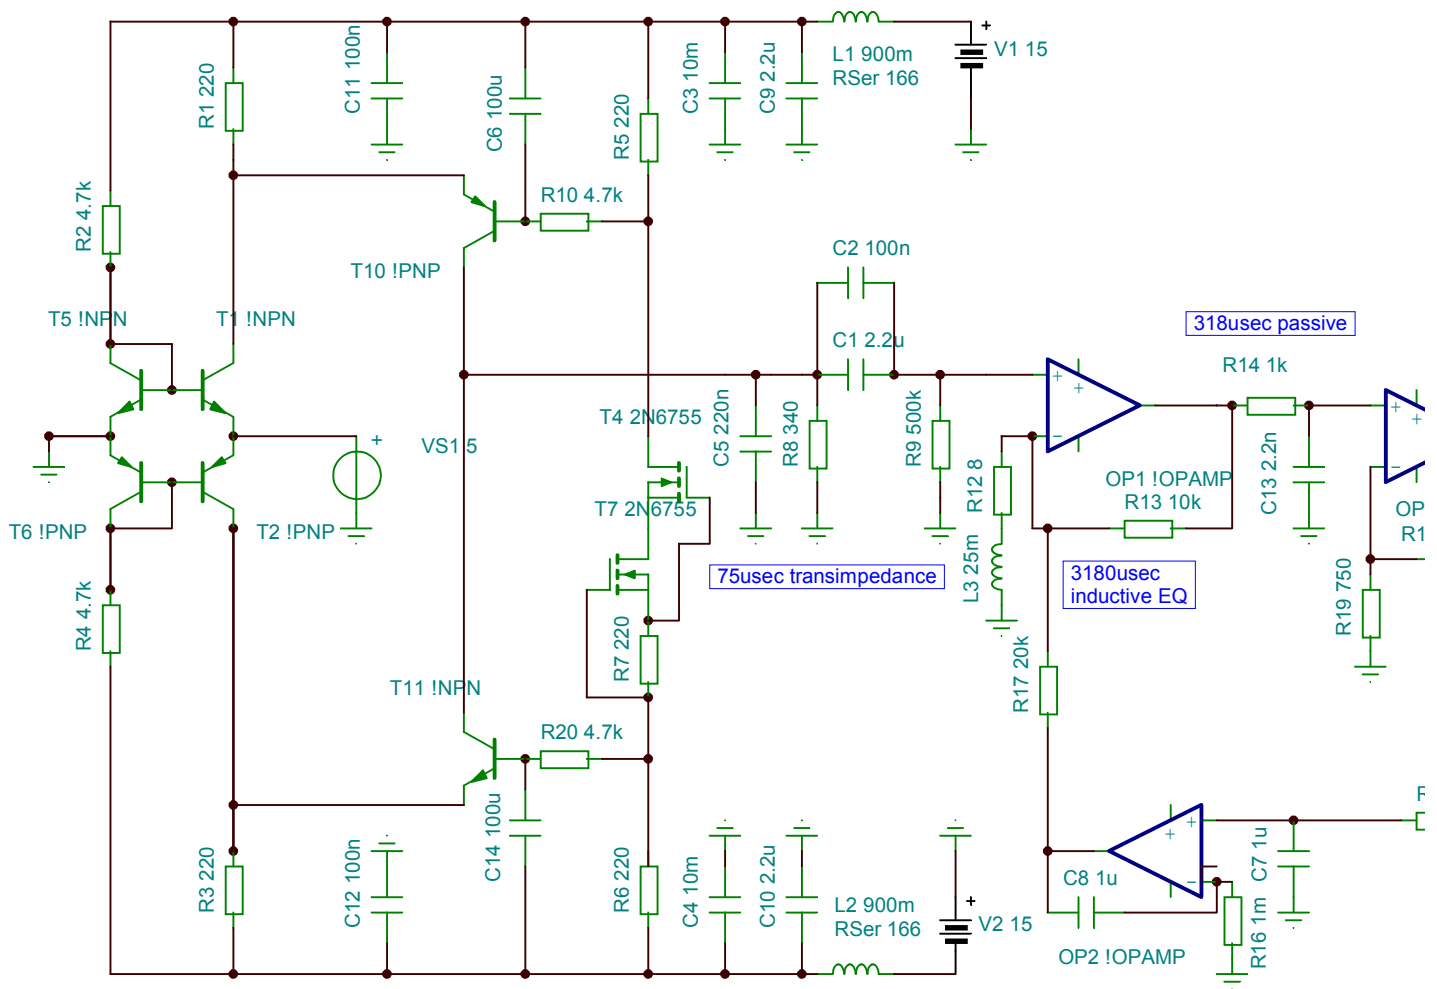 C11 100n
R1 220
C6 100u
R5 220
C3 10m
C9 2.2u
L1 900m
RSer 166
+
V1 15
R2 4.7k
R10 4.7k
T10 !PNP
C2 100n
T5 !NPN
T1 !NPN
C1 2.2u
318usec passive
R14 1k
T4 2N6755
VS1 5
+
C5 220n
R8 340
R9 500k
R12 8
OP1 !OPAMP
R13 10k
C13 2.2n
OP
R1
T6 !PNP
T2 !PNP
T7 2N6755
75usec transimpedance
L3 25m
3180usec
inductive EQ
R19 750
R4 4.7k
R7 220
T11 !NPN
R17 20k
R20 4.7k
C14 100u
R
C7 1u
R3 220
C12 100n
R6 220
C4 10m
C10 2.2u
L2 900m
RSer 166
+
V2 15
C8 1u
R16 1m
OP2 !OPAMP